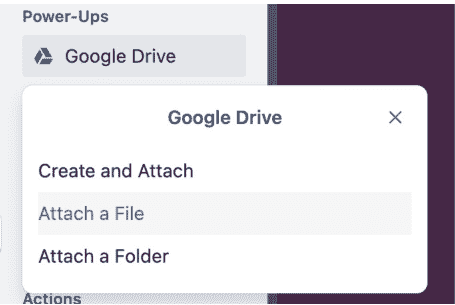 Power-Ups
Google Drive
Google Drive
Create and Attach
Attach a File
Attach a Folder
Actions